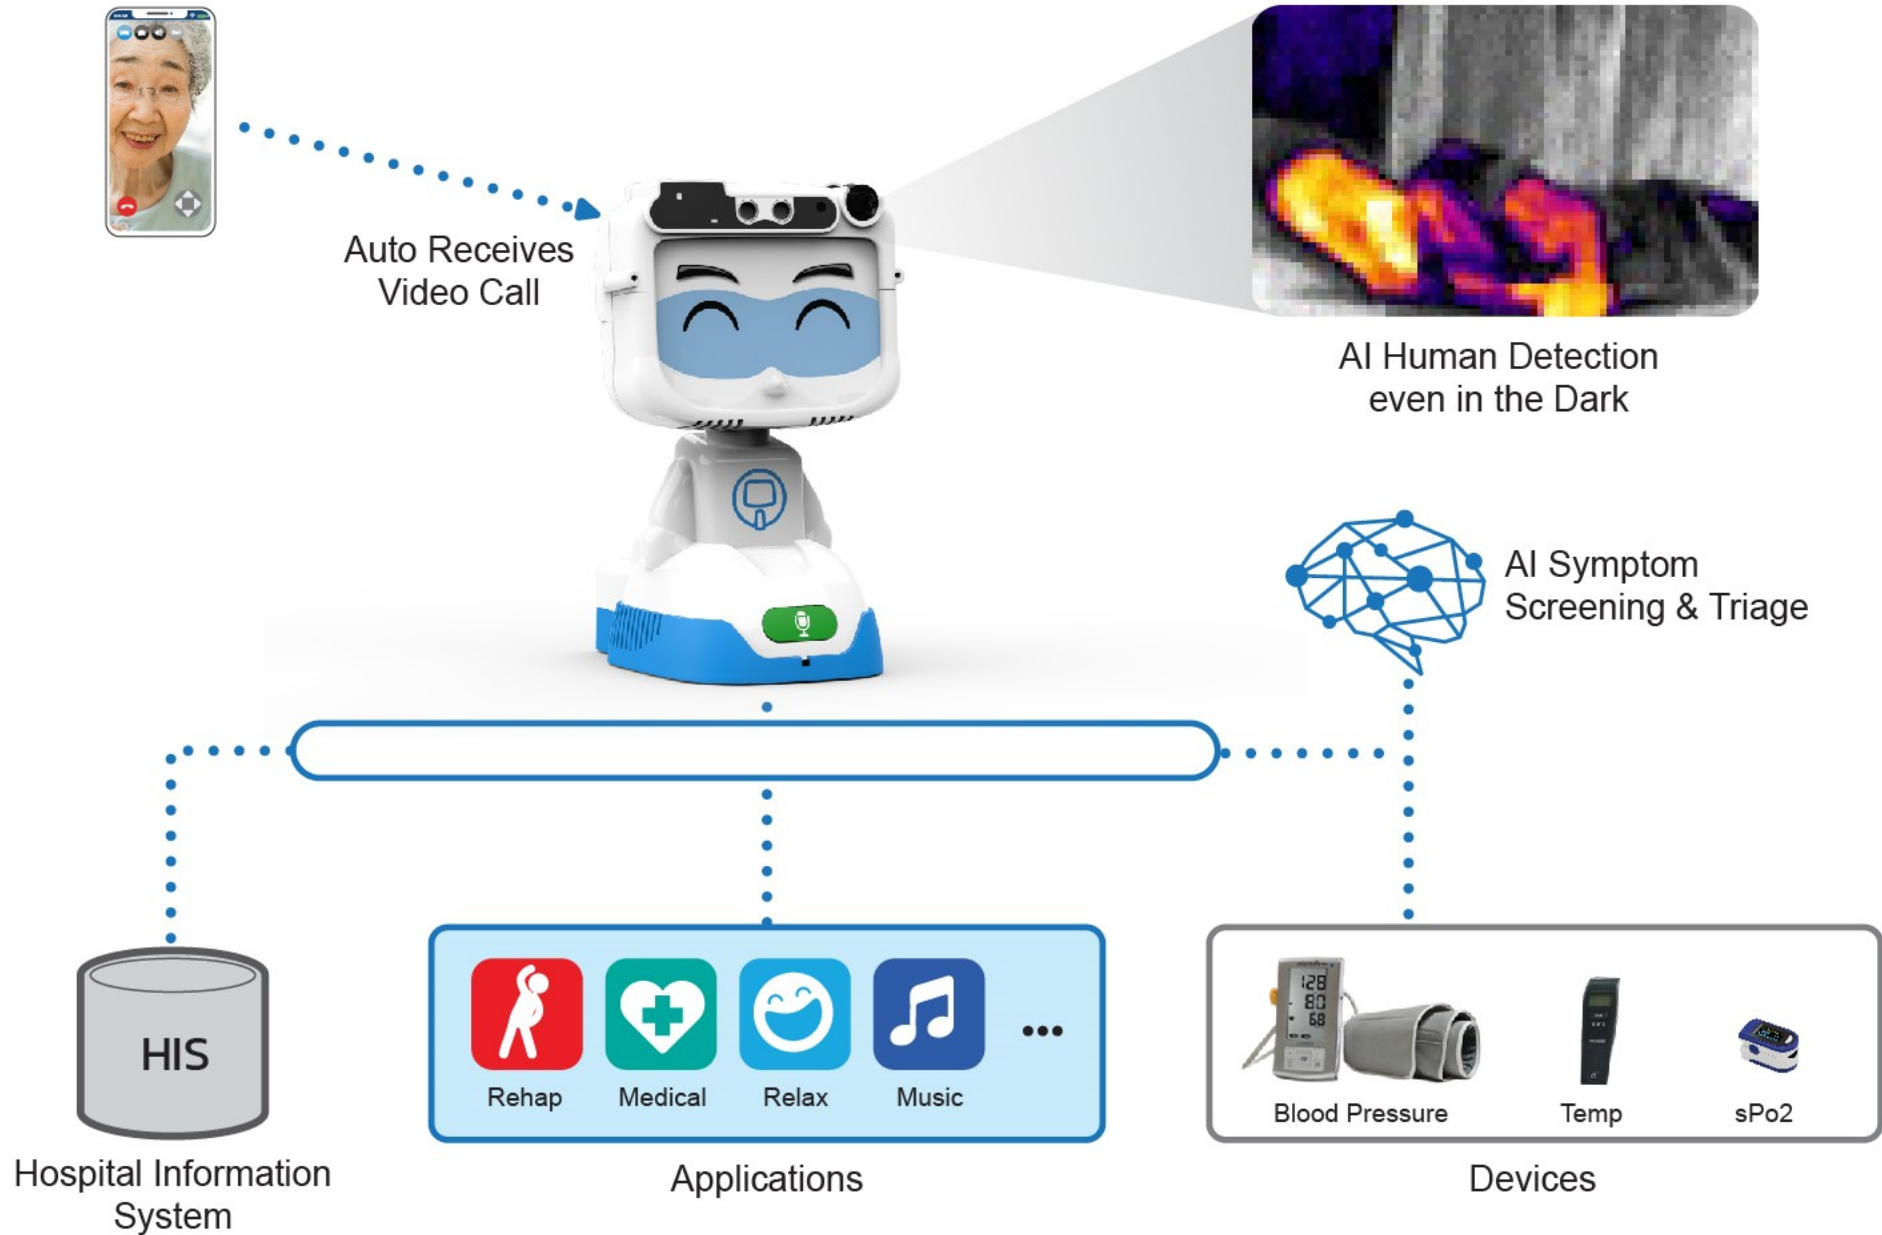 Auto Receives
Video Call
AI Human Detection
even in the Dark
AI Symptom
Screening & Triage
HIS
Hospital Information
System
Rehap
Medical
Relax
Music
Applications
128
80
68
Blood Pressure
Temp
sPo2
Devices